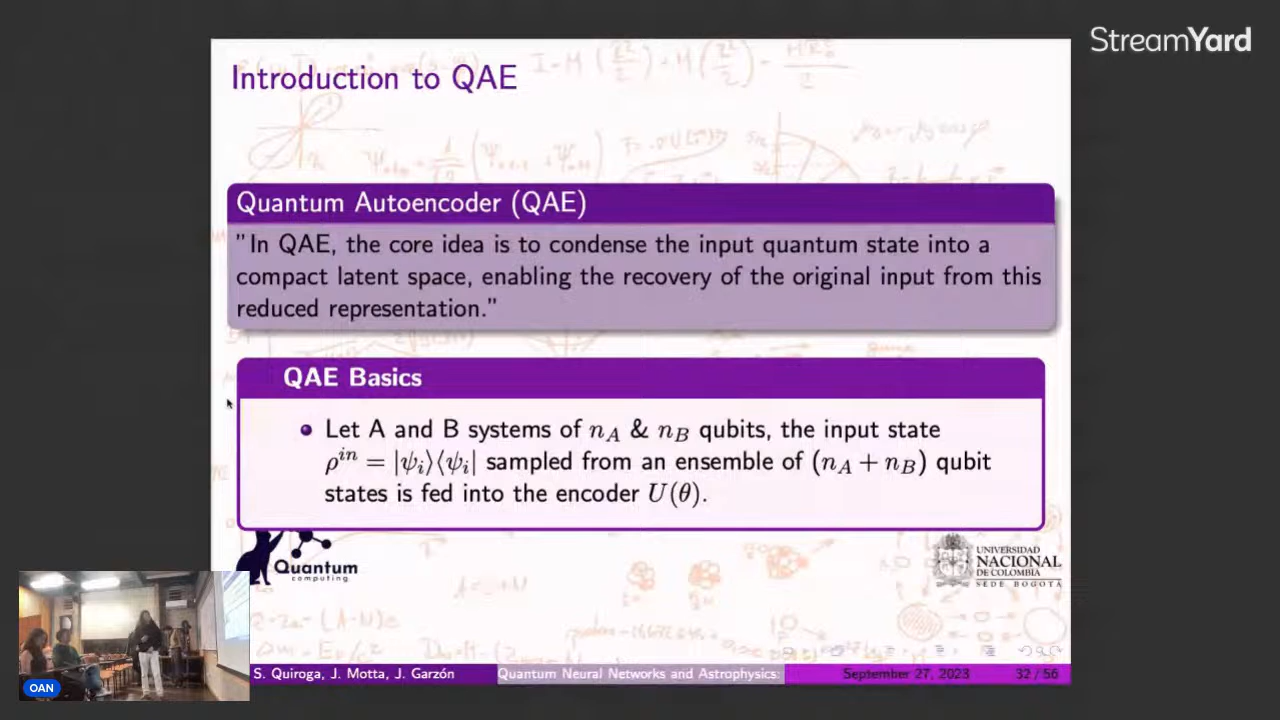 StreamYard
Introduction to QAE
Quantum Autoencoder (QAE)
"In QAE, the core idea is to condense the input quantum state into a
compact latent space, enabling the recovery of the original input from this
reduced representation."
QAE Basics
Let A and B systems of n_A & n_B qubits, the input state
ρ^{in} = |ψ_i⟩⟨ψ_i| sampled from an ensemble of (n_A + n_B) qubit
states is fed into the encoder U(θ).
Quantum
computing
UNIVERSIDAD
NACIONAL
DE COLOMBIA
SEDE BOGOTÁ
OAN
S. Quiroga, J. Motta, J. Garzón
Quantum Neural Networks and Astrophysics:
September 27, 2023
32 / 56